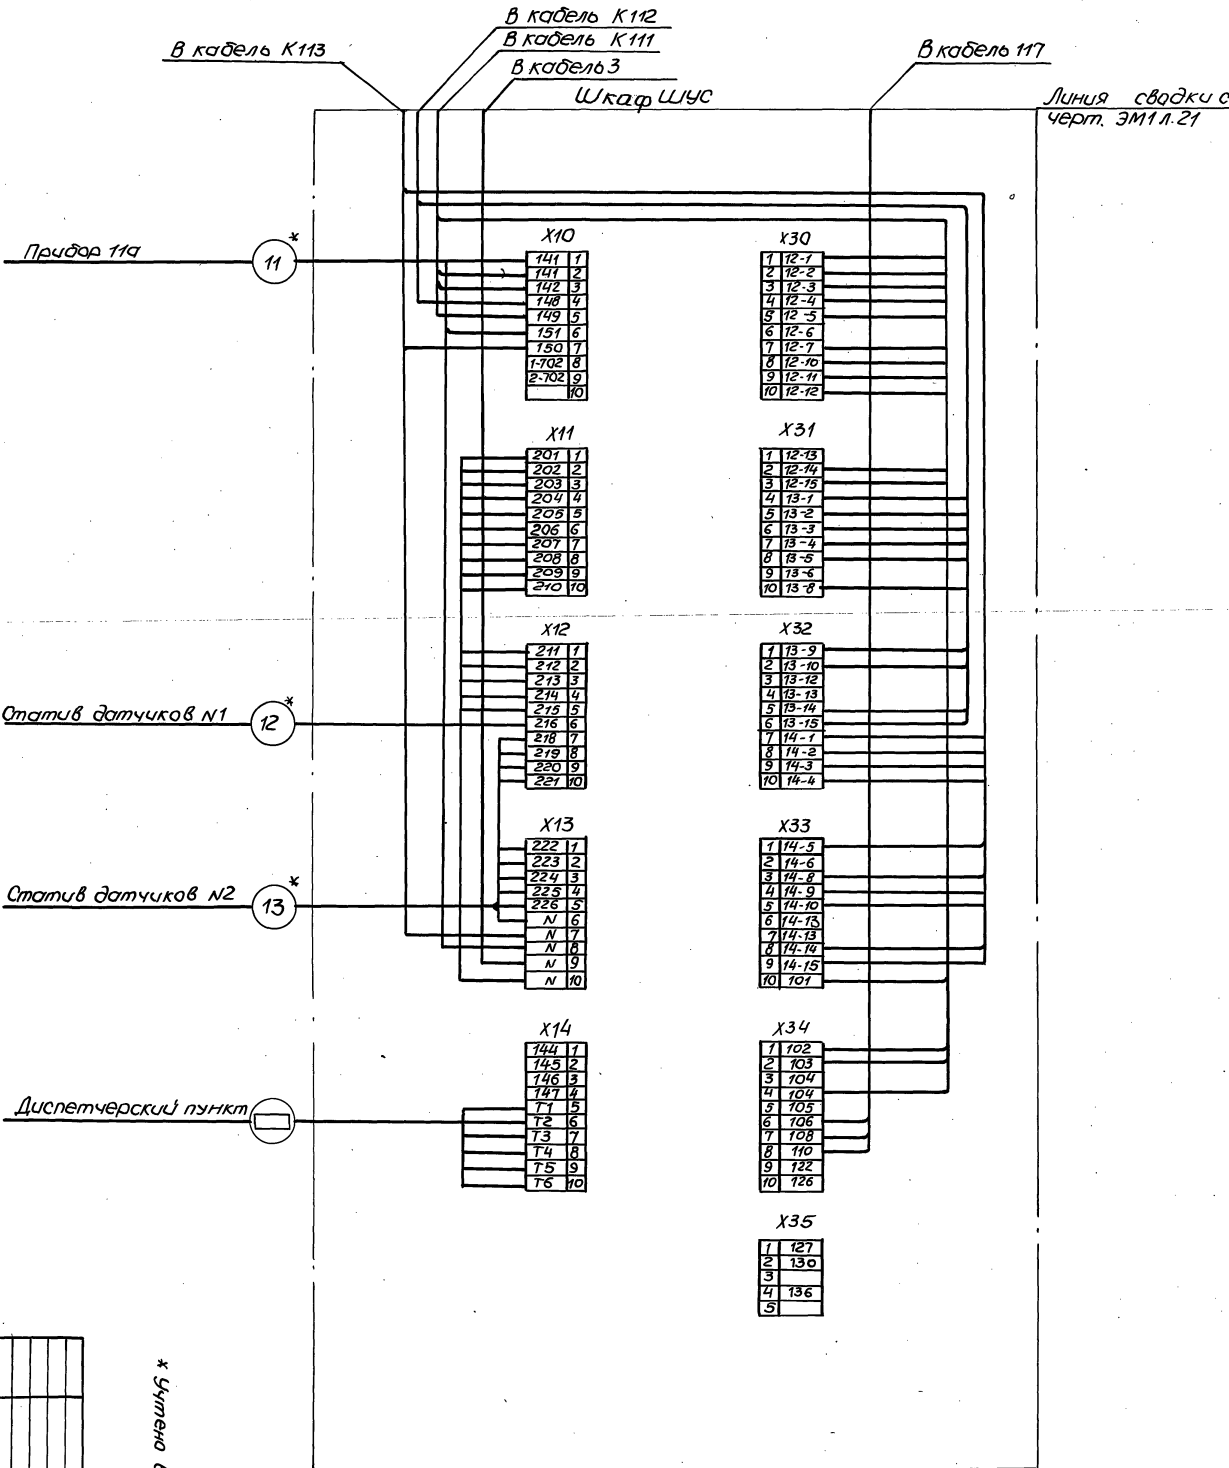 В кабель К112
В кабель К113
В кабель К111
В кабель 3
В кабель 117
Шкаф ШУС
Линия сводки с
черт. ЭМ1 л.21
Прибор 11а
11
*
X10
141 1
141 2
142 3
148 4
149 5
151 6
150 7
1-702 8
2-702 9
10
X30
1 12-1
2 12-2
3 12-3
4 12-4
5 12-5
6 12-6
7 12-7
8 12-10
9 12-11
10 12-12
X11
201 1
202 2
203 3
204 4
205 5
206 6
207 7
208 8
209 9
210 10
X31
1 12-13
2 12-14
3 12-15
4 13-1
5 13-2
6 13-3
7 13-4
8 13-5
9 13-6
10 13-8
Статив датчиков N1
12
*
X12
211 1
212 2
213 3
214 4
215 5
216 6
218 7
219 8
220 9
221 10
X32
1 13-9
2 13-10
3 13-12
4 13-13
5 13-14
6 13-15
7 14-1
8 14-2
9 14-3
10 14-4
Статив датчиков N2
13
*
X13
222 1
223 2
224 3
225 4
226 5
N 6
N 7
N 8
N 9
N 10
X33
1 14-5
2 14-6
3 14-8
4 14-9
5 14-10
6 14-13
7 14-13
8 14-14
9 14-15
10 101
Диспетчерский пункт
X14
144 1
145 2
146 3
147 4
T1 5
T2 6
T3 7
T4 8
T5 9
T6 10
X34
1 102
2 103
3 104
4 104
5 105
6 106
7 108
8 110
9 122
10 126
X35
1 127
2 130
3
4 136
5
* Учтено